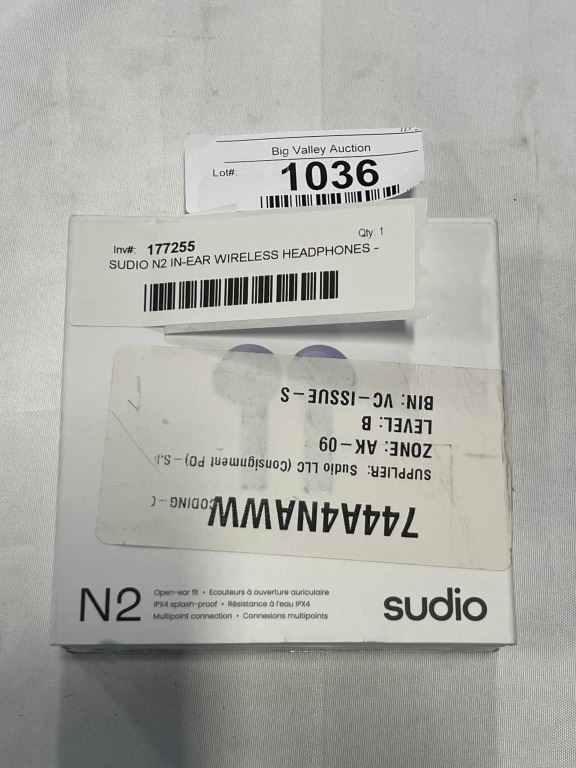 Big Valley Auction
Lot#: 1036
Inv#: 177255 Qty: 1
SUDIO N2 IN-EAR WIRELESS HEADPHONES -
744A4NAWW
CODING -
SUPPLIER: Sudio LLC (Consignment PO) - S.
ZONE: AK-09
LEVEL: B
BIN: VC-ISSUE-S
N2
Open-ear fit • Ecouteurs à ouverture auriculaire
IPX4 splash-proof • Résistance à l'eau IPX4
Multipoint connection • Connexions multipoints
sudio